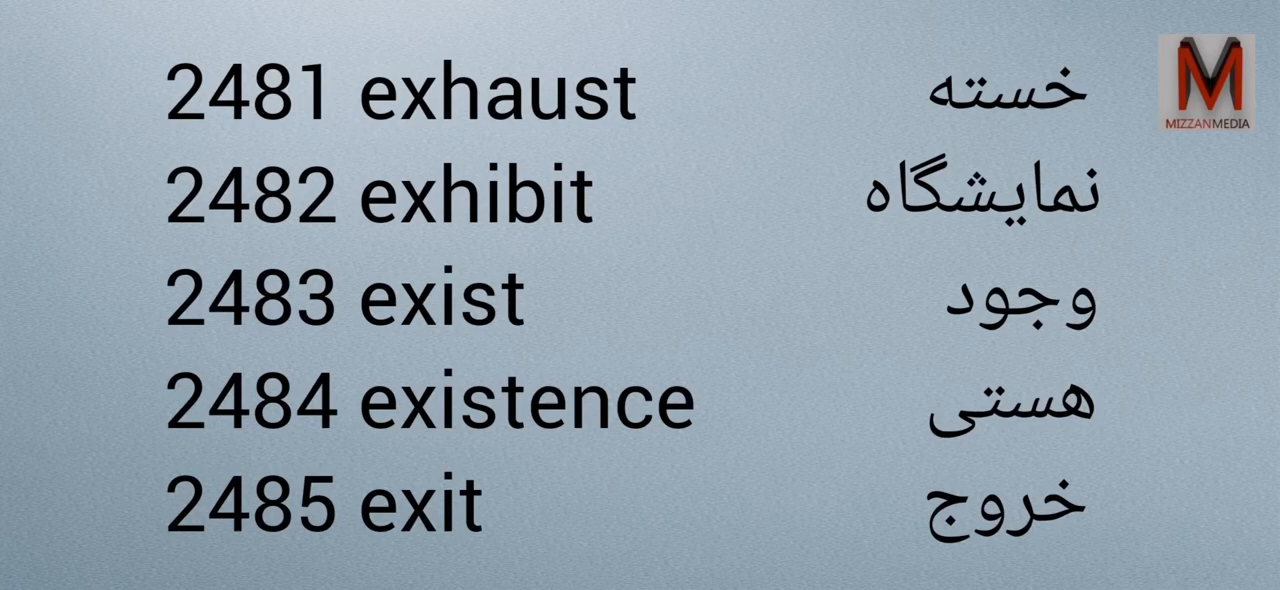 2481 exhaust خسته
2482 exhibit نمایشگاه
2483 exist وجود
2484 existence هستی
2485 exit خروج
MIZZANMEDIA